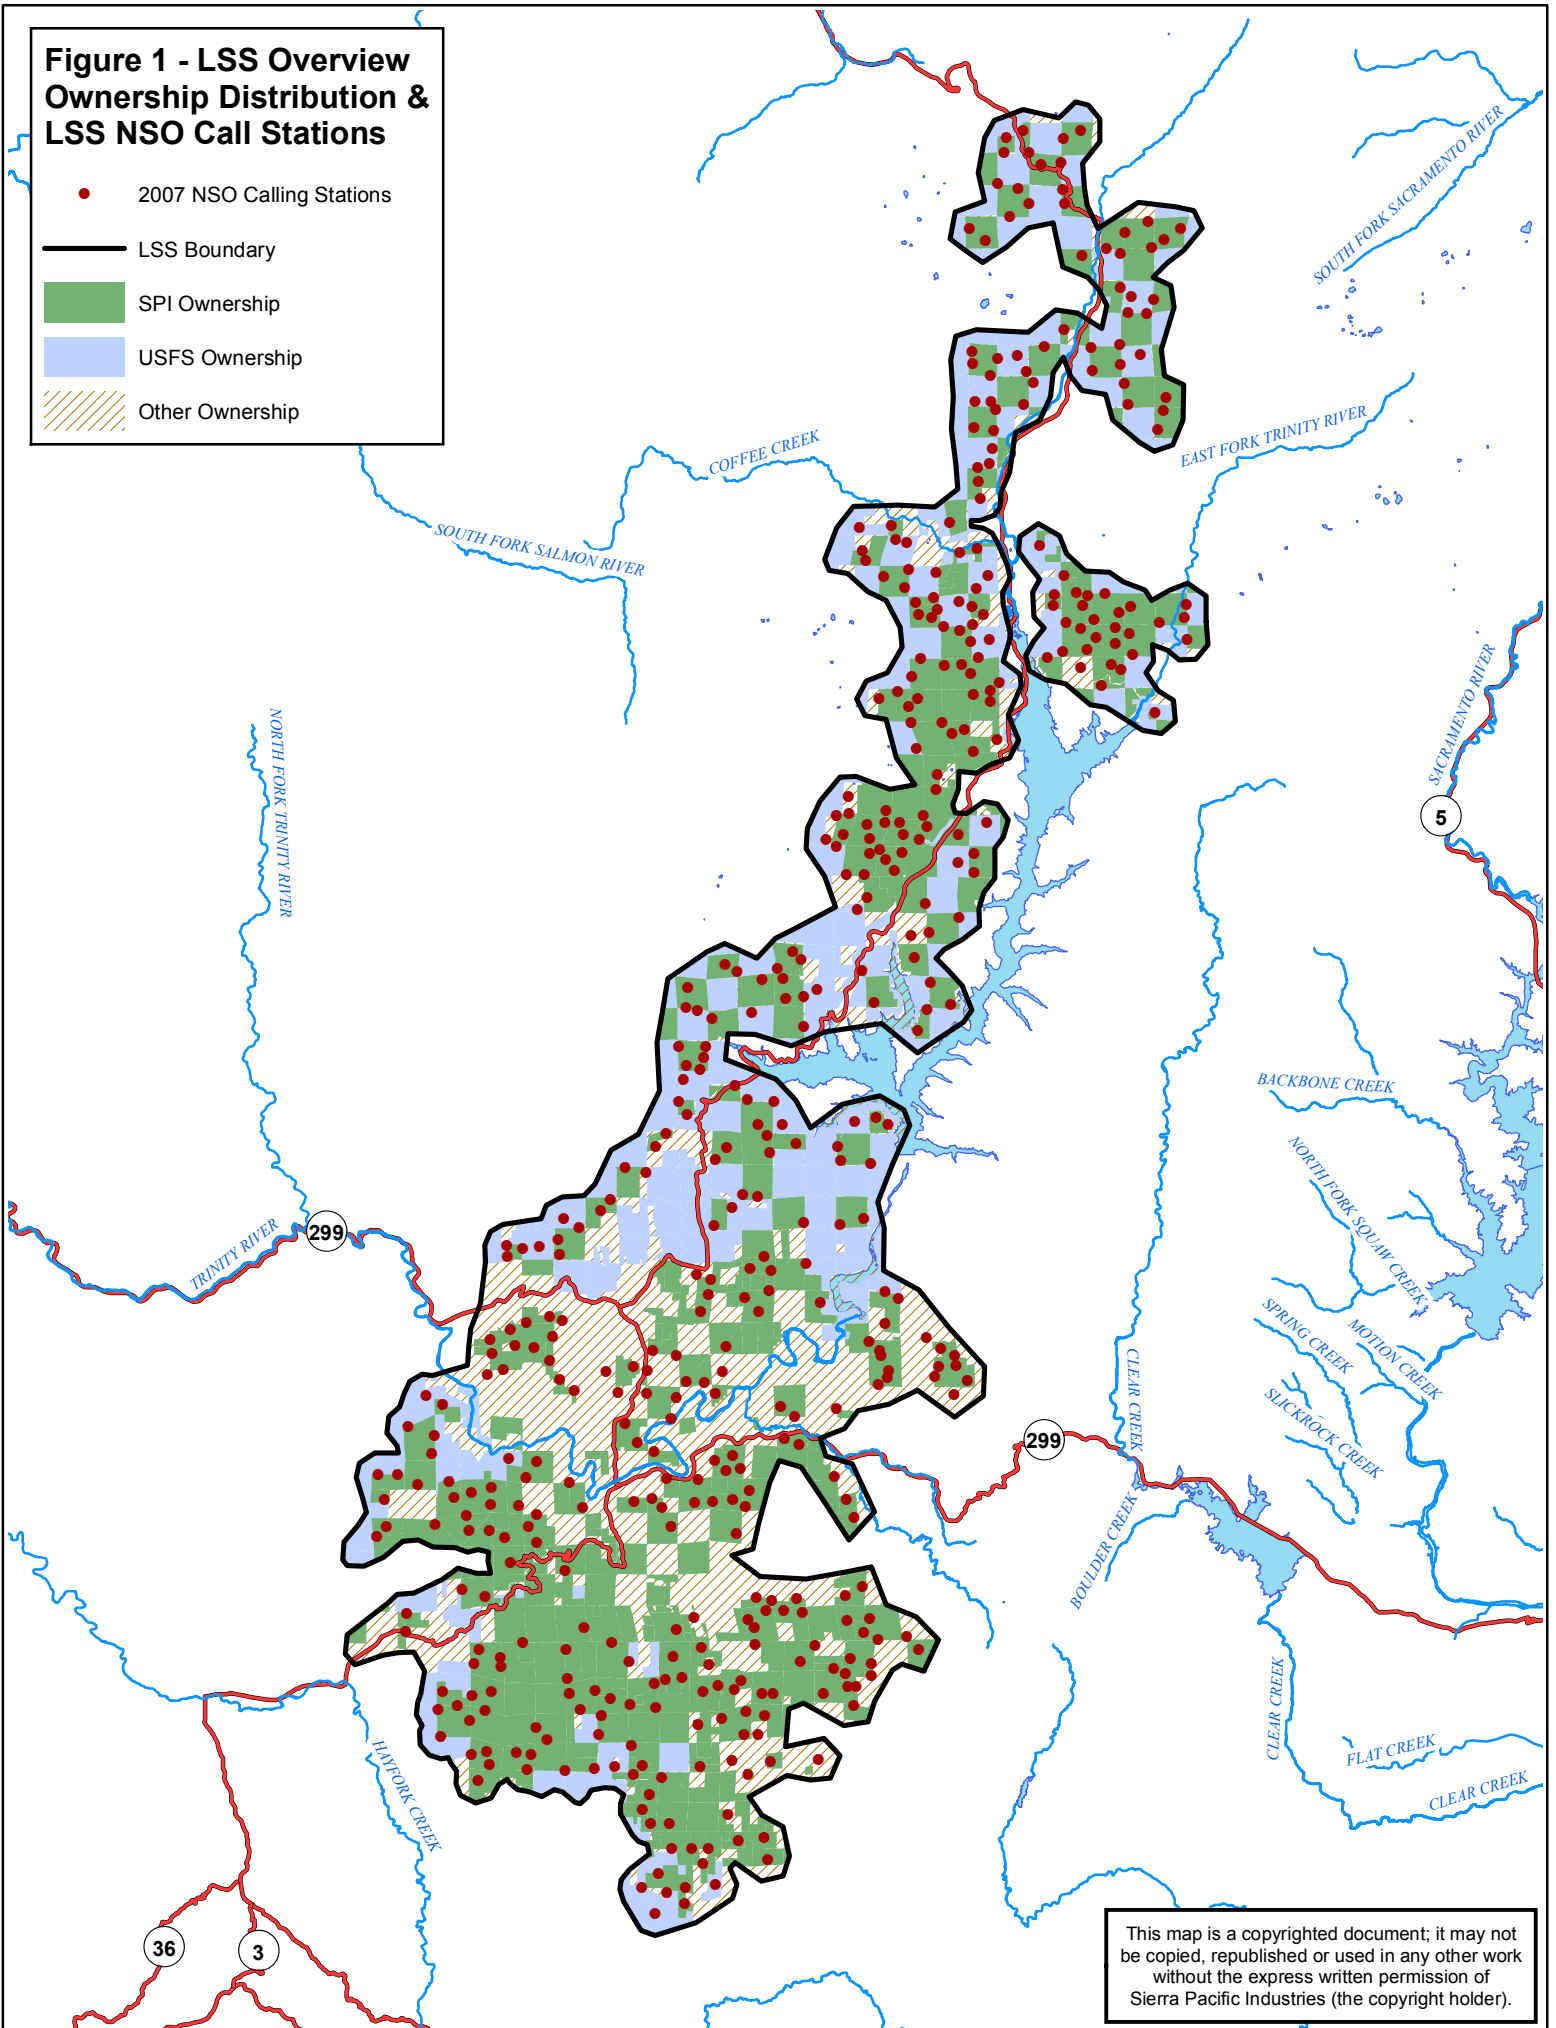 Figure 1 - LSS Overview
Ownership Distribution &
LSS NSO Call Stations
2007 NSO Calling Stations
LSS Boundary
SPI Ownership
USFS Ownership
Other Ownership
SOUTH FORK SACRAMENTO RIVER
EAST FORK TRINITY RIVER
COFFEE CREEK
SOUTH FORK SALMON RIVER
NORTH FORK TRINITY RIVER
SACRAMENTO RIVER
5
BACKBONE CREEK
NORTH FORK SQUAW CREEK
TRINITY RIVER
299
SPRING CREEK
MOTION CREEK
CLEAR CREEK
SLICKROCK CREEK
299
BOULDER CREEK
CLEAR CREEK
HAYFORK CREEK
FLAT CREEK
CLEAR CREEK
36
3
This map is a copyrighted document; it may not
be copied, republished or used in any other work
without the express written permission of
Sierra Pacific Industries (the copyright holder).